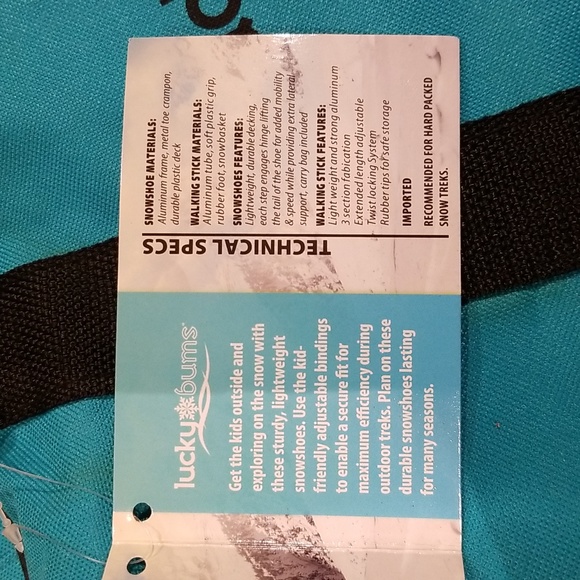 lucky bums
Get the kids outside and
exploring on the snow with
these sturdy, lightweight
snowshoes. Use the kid-
friendly adjustable bindings
to enable a secure fit for
maximum efficiency during
outdoor treks. Plan on these
durable snowshoes lasting
for many seasons.
TECHNICAL SPECS
SNOWSHOE MATERIALS:
Aluminum frame, metal toe crampon,
durable plastic deck
WALKING STICK MATERIALS:
Aluminum tube, soft plastic grip,
rubber foot, snowbasket
SNOWSHOES FEATURES:
Lightweight, durable decking,
each step engages hinge lifting
the tail of the shoe for added mobility
& speed while providing extra lateral
support, carry bag included
WALKING STICK FEATURES:
Light weight and strong aluminum
3 section fabrication
Extended length adjustable
Twist locking System
Rubber tips for safe storage
IMPORTED
RECOMMENDED FOR HARD PACKED
SNOW TREKS.